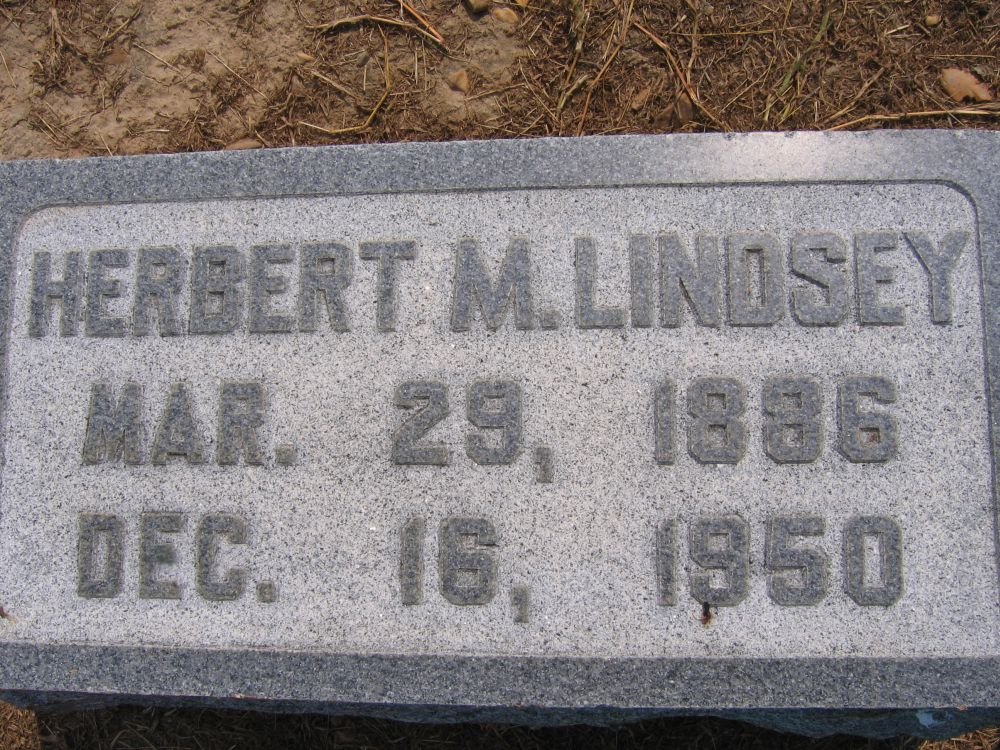 HERBERT M. LINDSEY
MAR. 29, 1886
DEC. 16, 1950